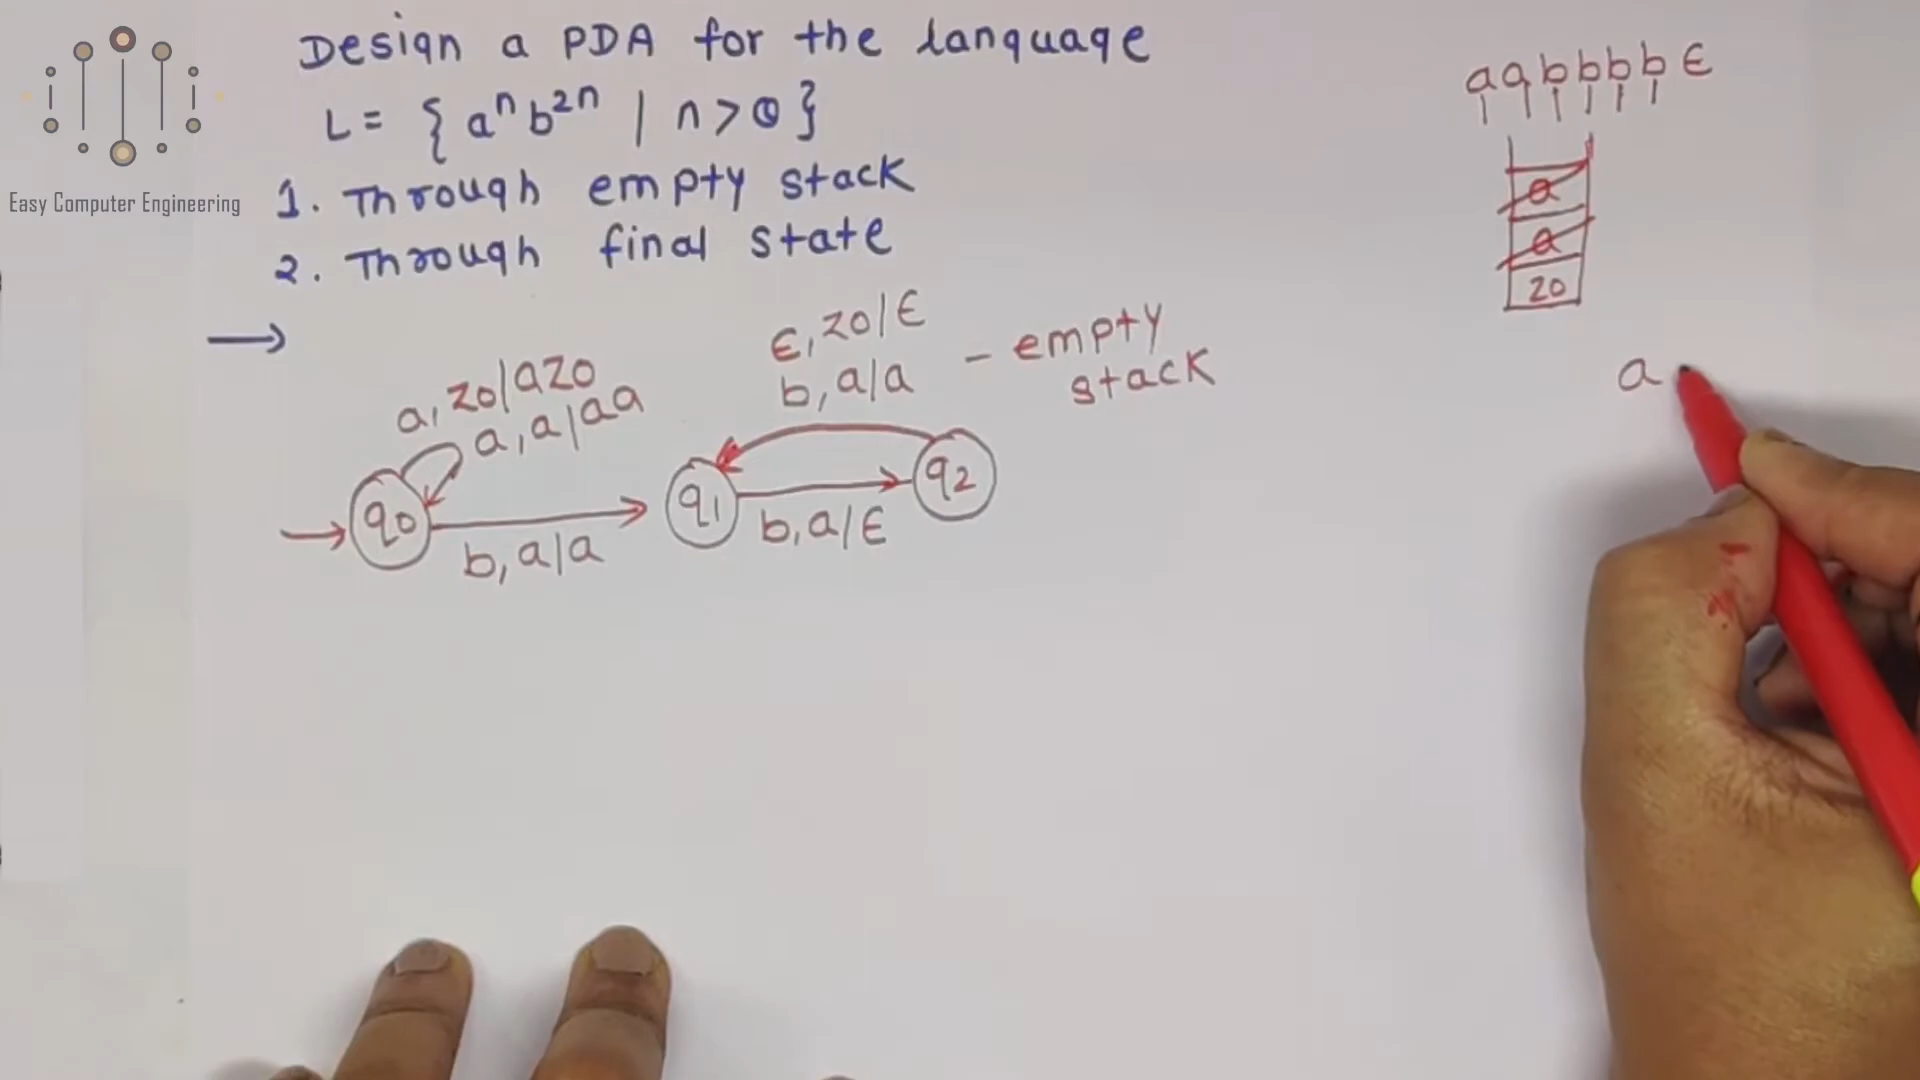 Design a PDA for the language
L = { aⁿb²ⁿ | n > 0 }
1. Through empty stack
2. Through final state
Easy Computer Engineering
a a b b b b ε
a
a
z0
a
a, z0/az0
a, a/aa
ε, z0/ε
b, a/a
- empty
stack
q0
q1
q2
b, a/a
b, a/ε